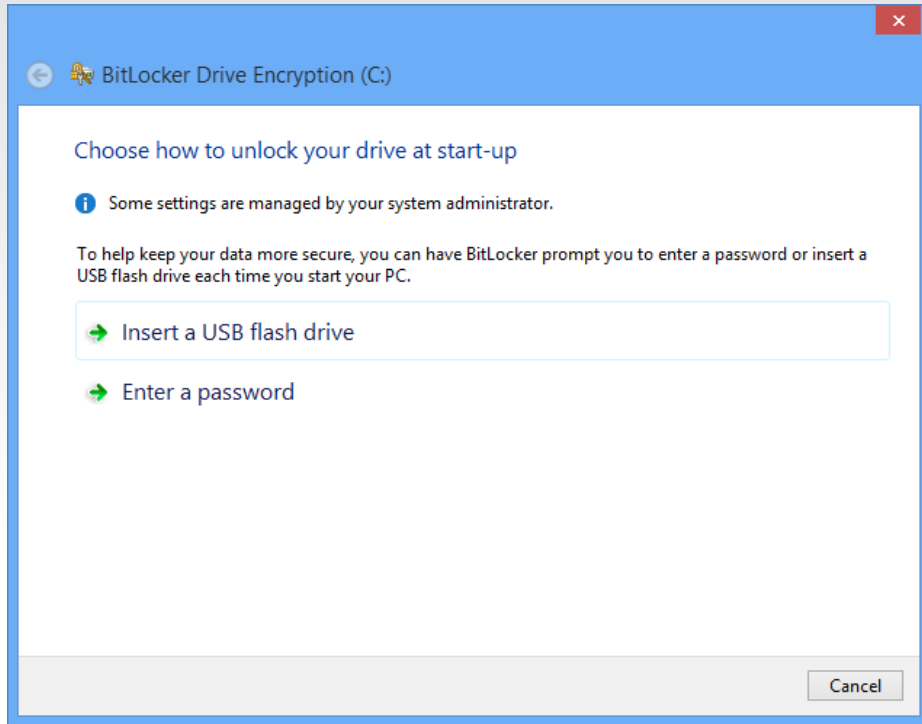 BitLocker Drive Encryption (C:)
Choose how to unlock your drive at start-up
Some settings are managed by your system administrator.
To help keep your data more secure, you can have BitLocker prompt you to enter a password or insert a
USB flash drive each time you start your PC.
Insert a USB flash drive
Enter a password
Cancel